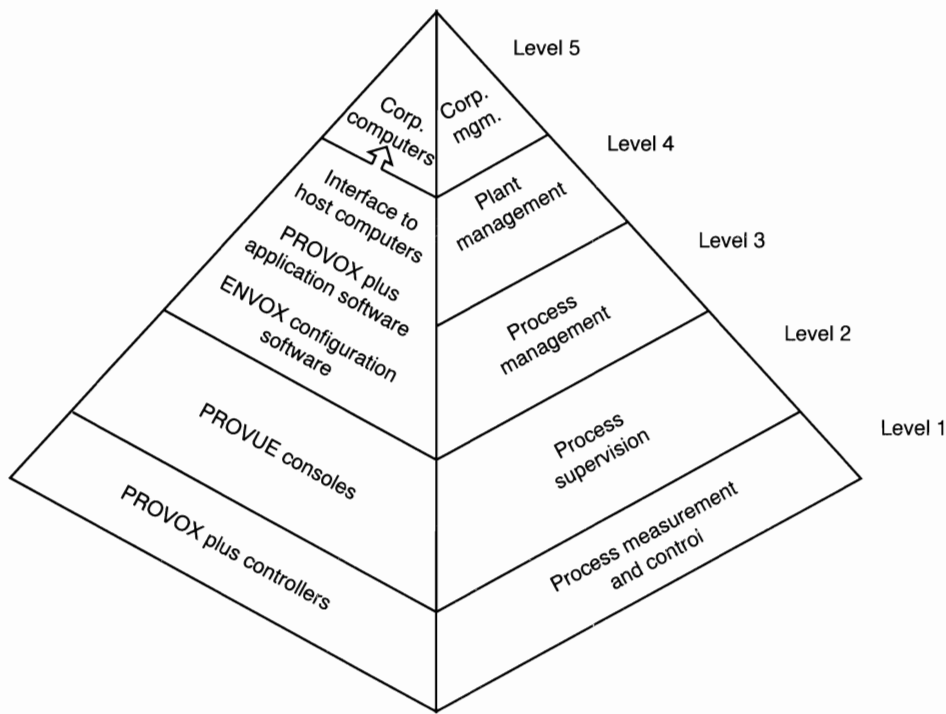 Level 5
Corp.
computers
Corp.
mgm.
Level 4
Interface to
host computers
Plant
management
Level 3
PROVOX plus
application software
ENVOX configuration
software
Process
management
Level 2
PROVUE consoles
Process
supervision
Level 1
PROVOX plus controllers
Process measurement
and controi